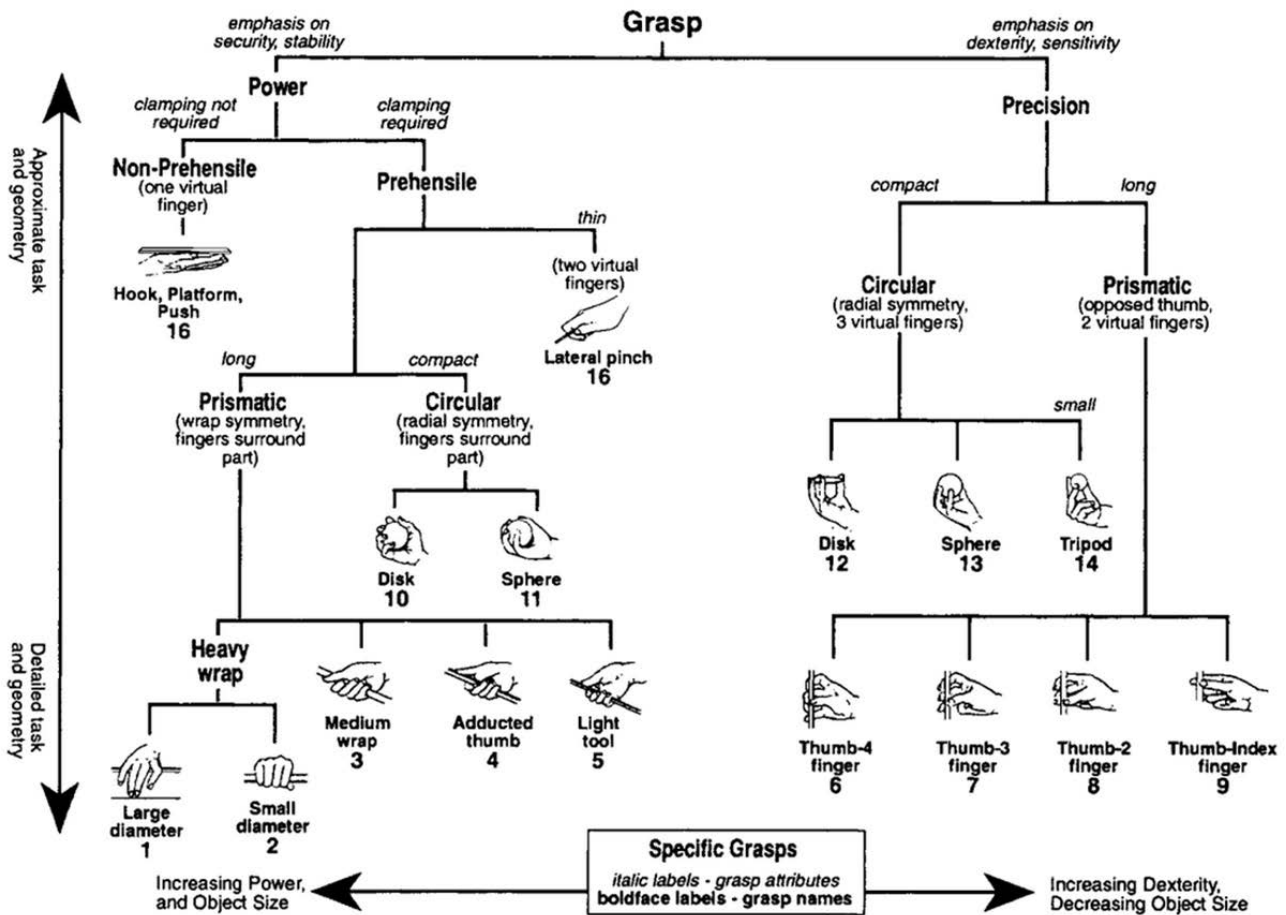 Grasp
emphasis on
security, stability
emphasis on
dexterity, sensitivity
Power
Precision
clamping not
required
clamping
required
Non-Prehensile
(one virtual
finger)
Prehensile
compact
long
thin
(two virtual
fingers)
Hook, Platform,
Push
16
Lateral pinch
16
Circular
(radial symmetry,
3 virtual fingers)
Prismatic
(opposed thumb,
2 virtual fingers)
long
compact
Prismatic
(wrap symmetry,
fingers surround
part)
Circular
(radial symmetry,
fingers surround
part)
small
Disk
10
Sphere
11
Disk
12
Sphere
13
Tripod
14
Heavy
wrap
Medium
wrap
3
Adducted
thumb
4
Light
tool
5
Thumb-4
finger
6
Thumb-3
finger
7
Thumb-2
finger
8
Thumb-Index
finger
9
Large
diameter
1
Small
diameter
2
Approximate task
and geometry
Detailed task
and geometry
Specific Grasps
italic labels - grasp attributes
boldface labels - grasp names
Increasing Power,
and Object Size
Increasing Dexterity,
Decreasing Object Size